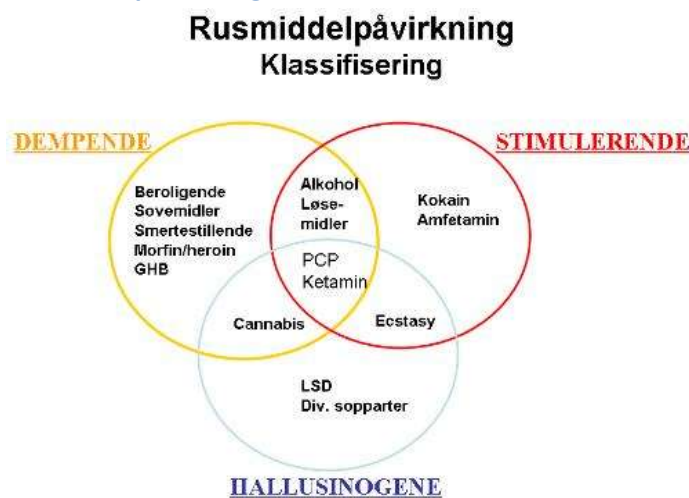 Rusmiddelpåvirkning
Klassifisering
DEMPENDE
STIMULERENDE
Beroligende
Sovemidler
Smertestillende
Morfin/heroin
GHB
Alkohol
Løse-
midler
Kokain
Amfetamin
PCP
Ketamin
Cannabis
Ecstasy
LSD
Div. sopparter
HALLUSINOGENE